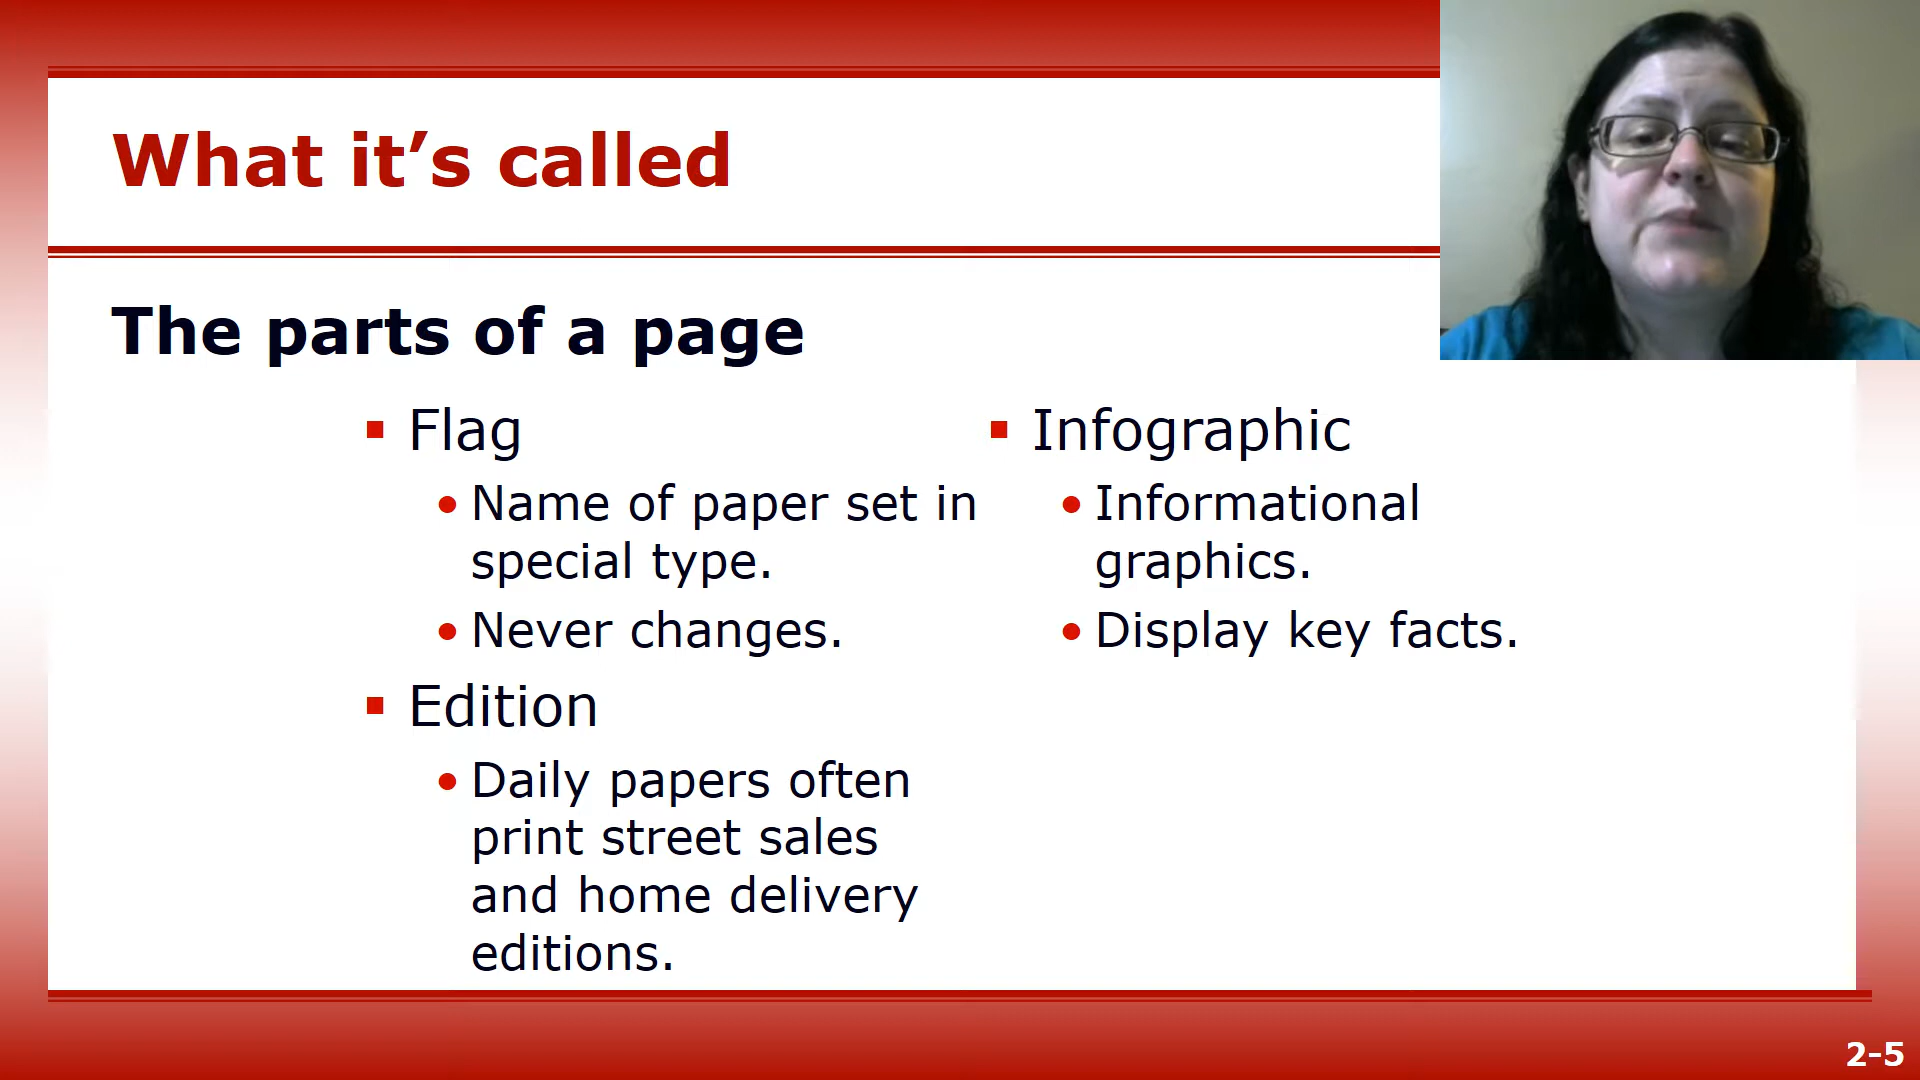 What it’s called
The parts of a page
Flag
Name of paper set in
special type.
Never changes.
Edition
Daily papers often
print street sales
and home delivery
editions.
Infographic
Informational
graphics.
Display key facts.
2-5